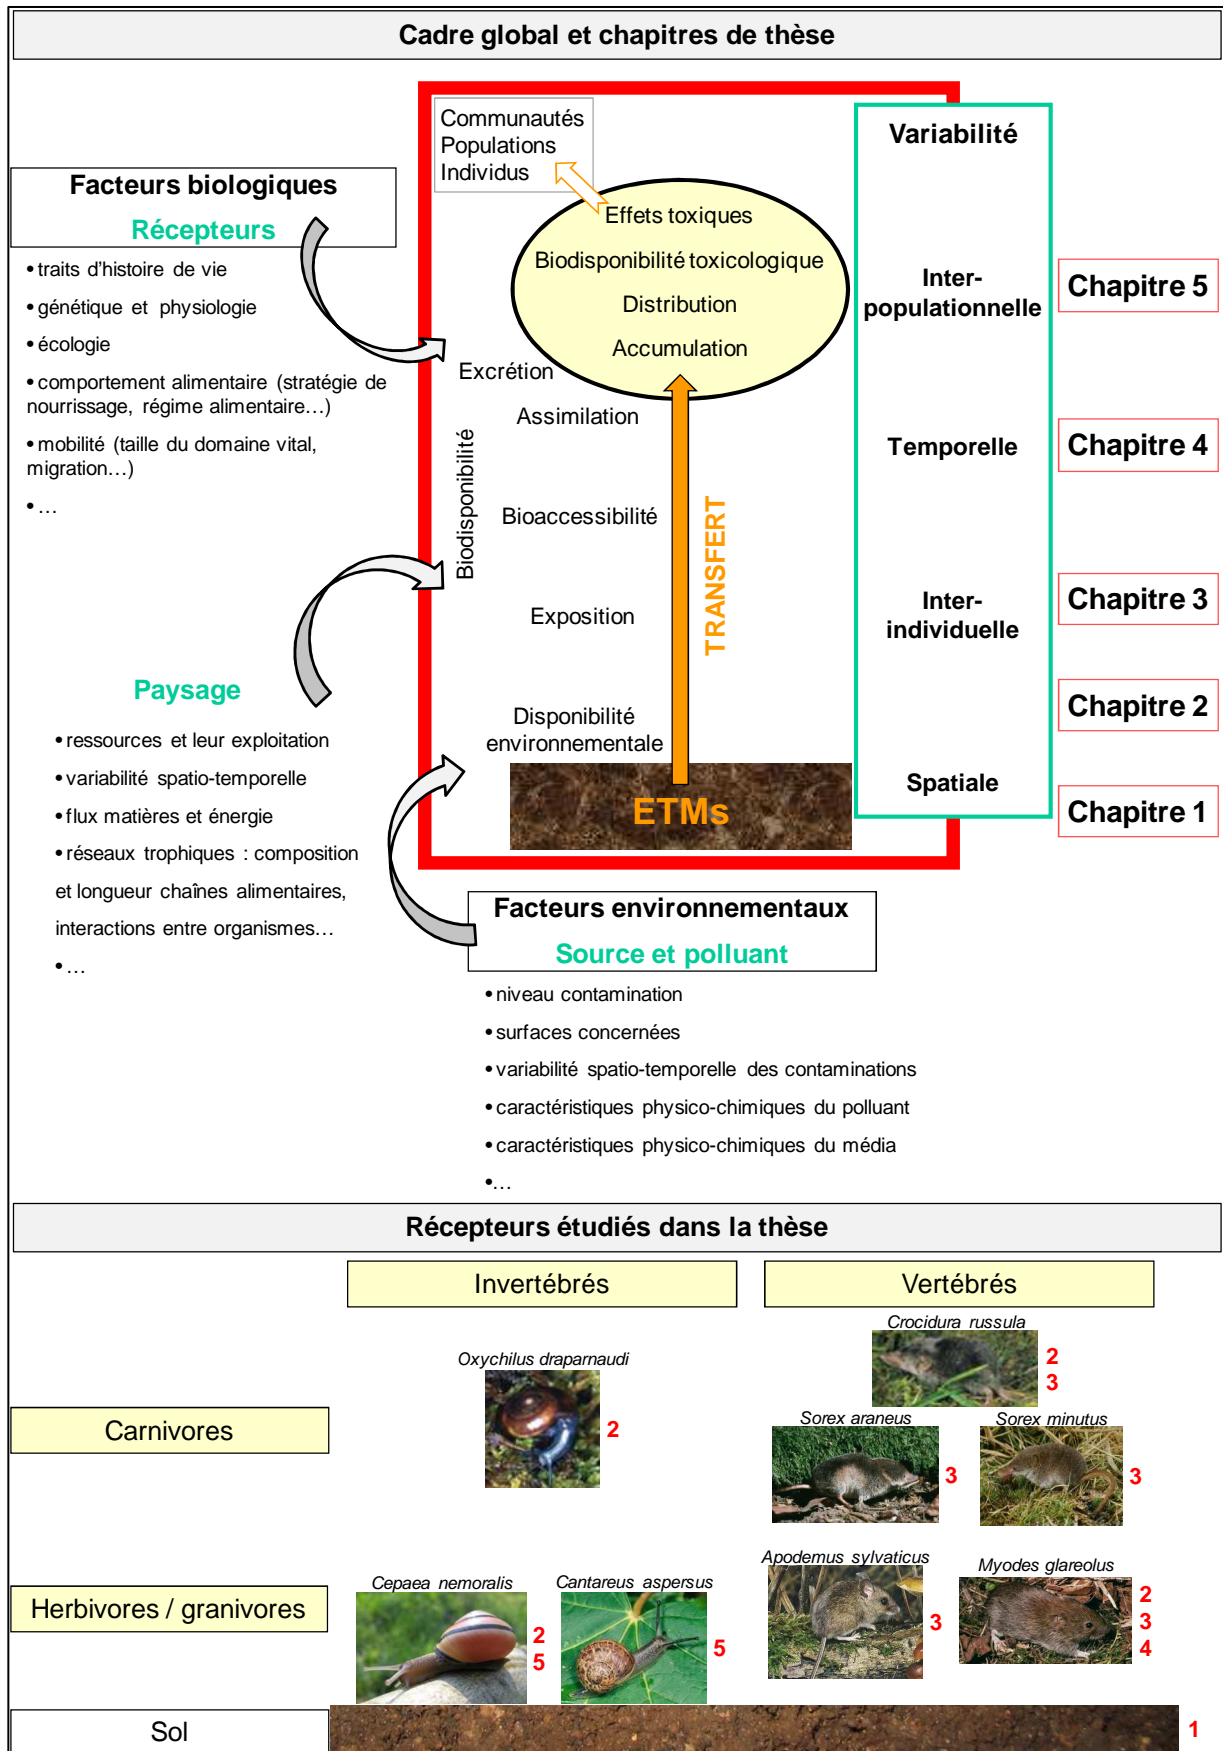 Cadre global et chapitres de thèse
Communautés
Populations
Individus
Variabilité
Facteurs biologiques
Récepteurs
• traits d'histoire de vie
• génétique et physiologie
• écologie
• comportement alimentaire (stratégie de
nourrissage, régime alimentaire…)
• mobilité (taille du domaine vital,
migration…)
• …
Effets toxiques
Biodisponibilité toxicologique
Distribution
Accumulation
Excrétion
Assimilation
Biodisponibilité
Bioaccessibilité
TRANSFERT
Exposition
Disponibilité
environnementale
ETMs
Inter-
populationnelle
Temporelle
Inter-
individuelle
Spatiale
Chapitre 5
Chapitre 4
Chapitre 3
Chapitre 2
Chapitre 1
Paysage
• ressources et leur exploitation
• variabilité spatio-temporelle
• flux matières et énergie
• réseaux trophiques : composition
et longueur chaînes alimentaires,
interactions entre organismes…
• …
Facteurs environnementaux
Source et polluant
• niveau contamination
• surfaces concernées
• variabilité spatio-temporelle des contaminations
• caractéristiques physico-chimiques du polluant
• caractéristiques physico-chimiques du média
•…
Récepteurs étudiés dans la thèse
Invertébrés
Vertébrés
Carnivores
Oxychilus draparnaudi
2
Crocidura russula
2
3
Sorex araneus
3
Sorex minutus
3
Herbivores / granivores
Cepaea nemoralis
2
5
Cantareus aspersus
5
Apodemus sylvaticus
3
Myodes glareolus
2
3
4
Sol
1